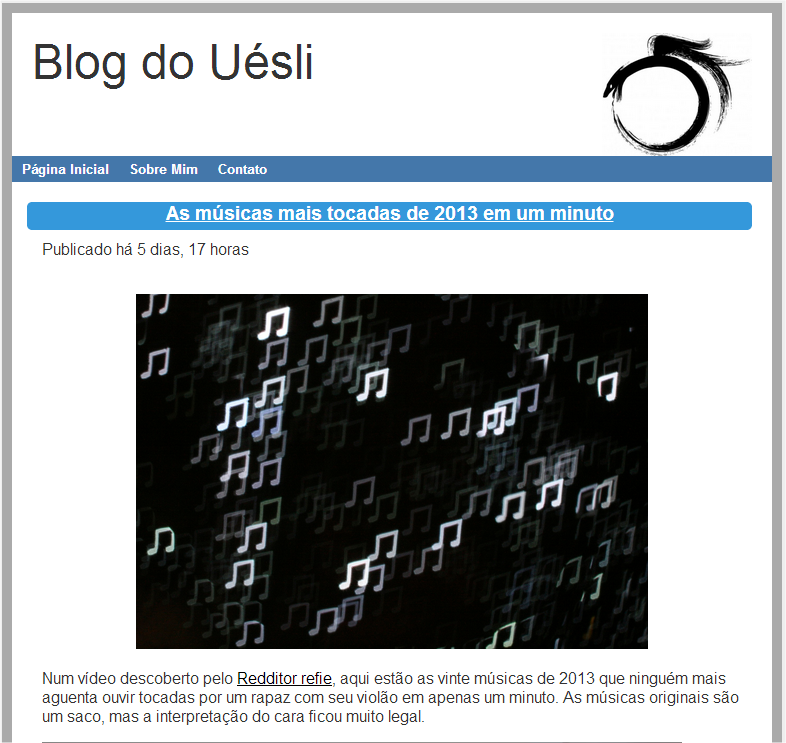 Blog do Uésli
Página Inicial Sobre Mim Contato
As músicas mais tocadas de 2013 em um minuto
Publicado há 5 dias, 17 horas
Num vídeo descoberto pelo Redditor refie, aqui estão as vinte músicas de 2013 que ninguém mais
aguenta ouvir tocadas por um rapaz com seu violão em apenas um minuto. As músicas originais são
um saco, mas a interpretação do cara ficou muito legal.